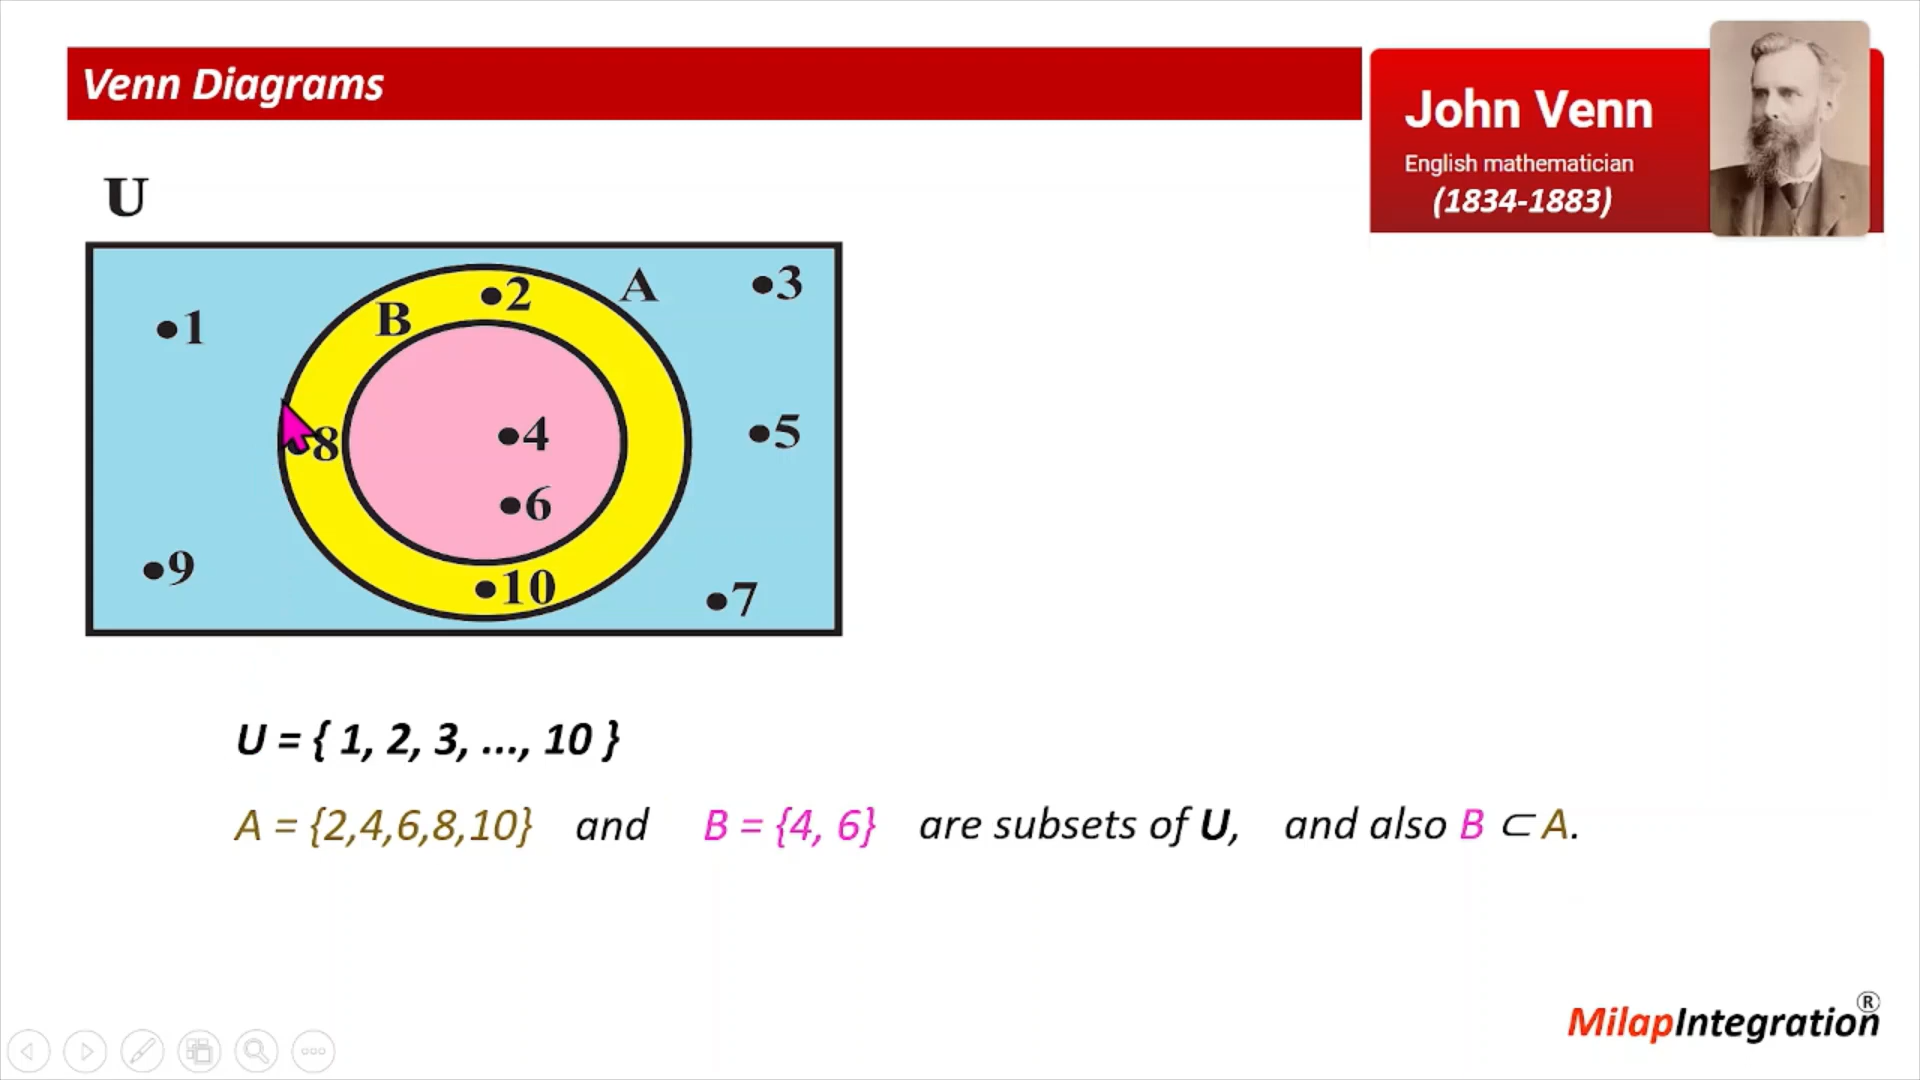 Venn Diagrams
John Venn
English mathematician
(1834-1883)
U
A
•3
•2
B
•1
•4
•5
•8
•6
•9
•10
•7
U = { 1, 2, 3, ..., 10 }
A = {2,4,6,8,10} and B = {4, 6} are subsets of U, and also B ⊂ A.
MilapIntegration®